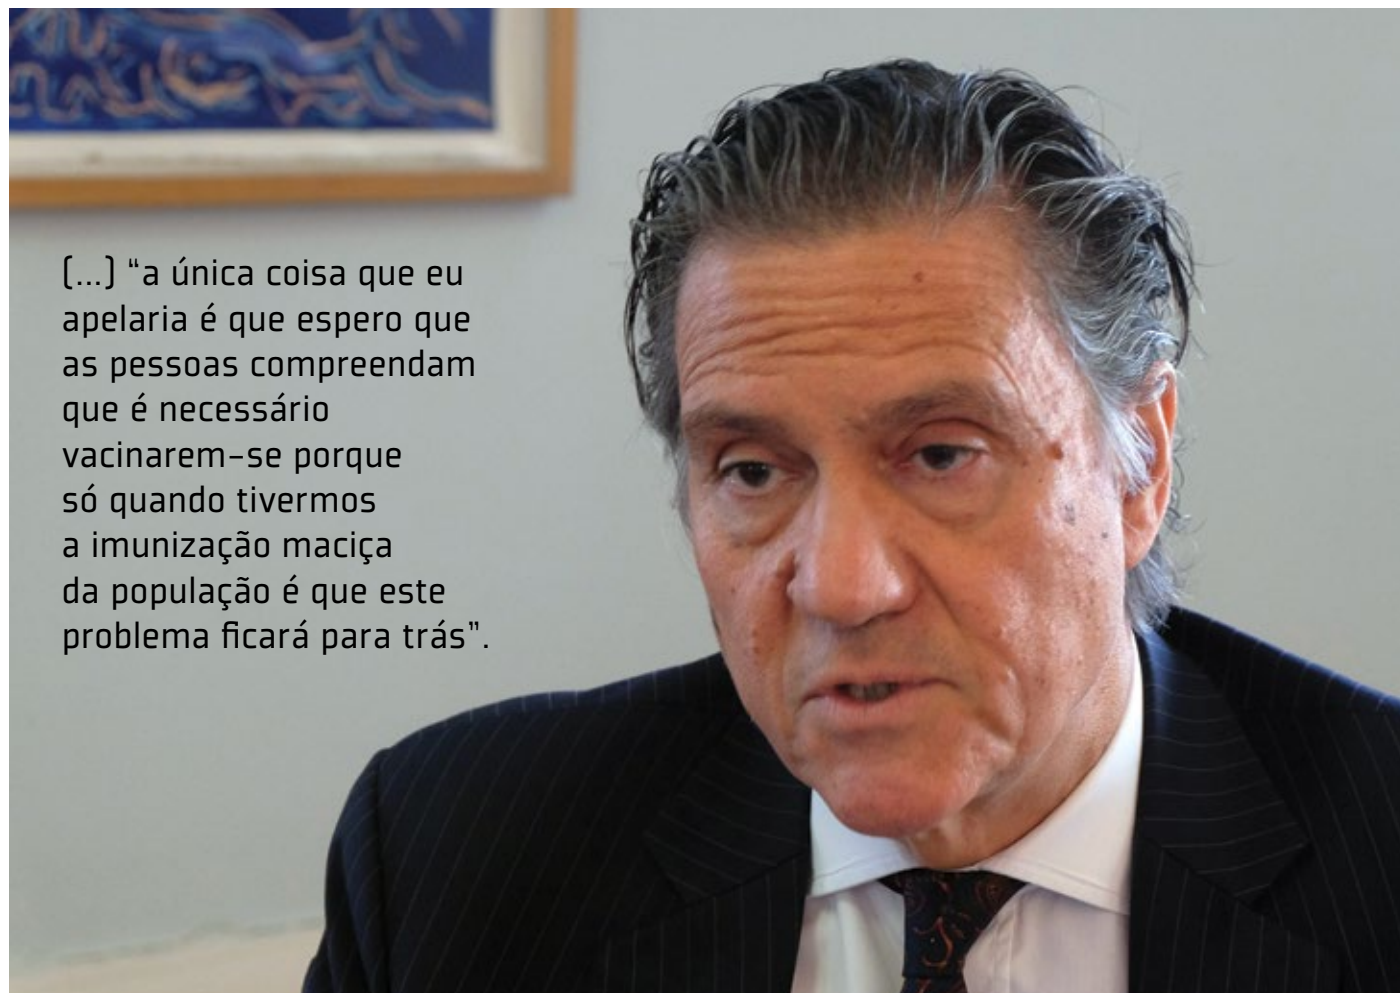 (...) “a única coisa que eu
apelaria é que espero que
as pessoas compreendam
que é necessário
vacinarem-se porque
só quando tivermos
a imunização maciça
da população é que este
problema ficará para trás”.